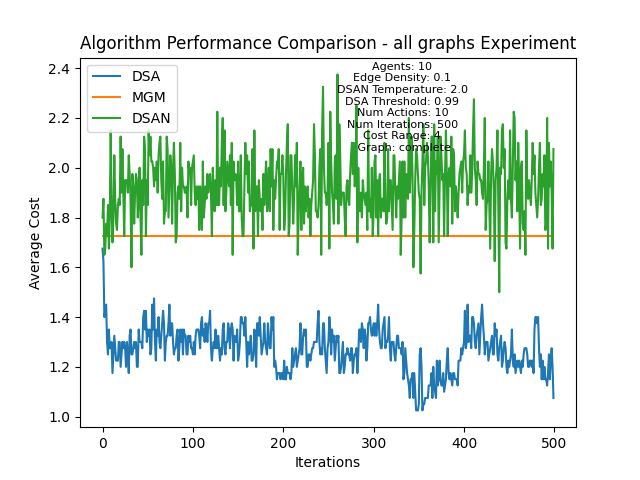 Algorithm Performance Comparison - all graphs Experiment
DSA
MGM
DSAN
Agents: 10
Edge Density: 0.1
DSAN Temperature: 2.0
DSA Threshold: 0.99
Num Actions: 10
Num Iterations: 500
Cost Range: 4
Graph: complete
Average Cost
2.4
2.2
2.0
1.8
1.6
1.4
1.2
1.0
0
100
200
300
400
500
Iterations